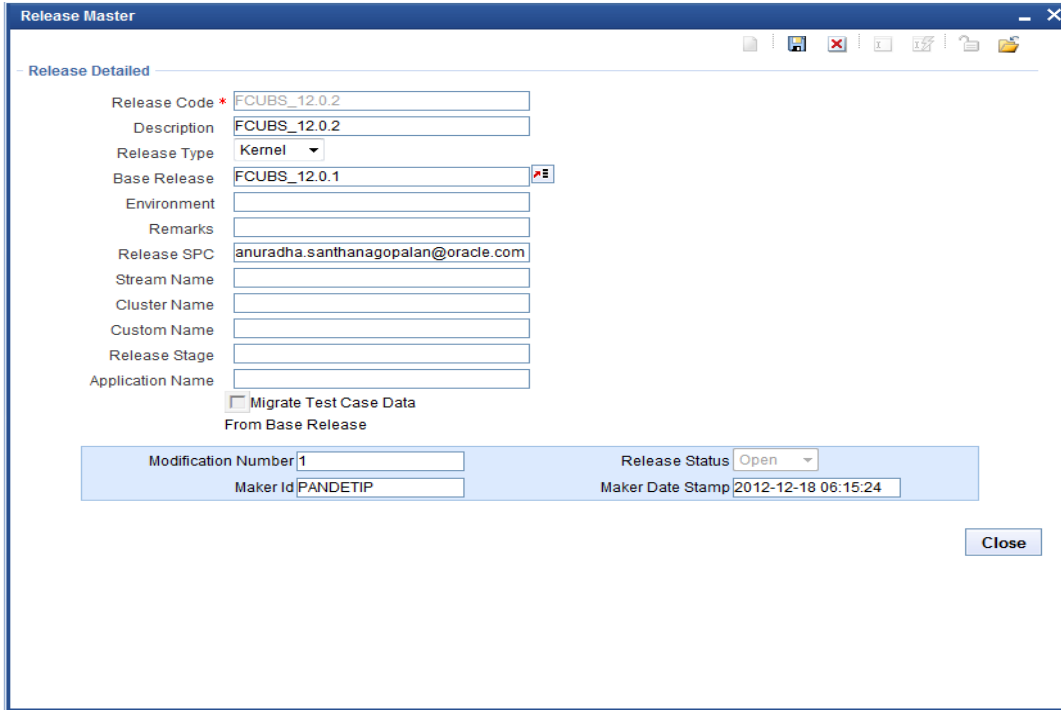 Release Master
Release Detailed
Release Code * FCUBS_12.0.2
Description FCUBS_12.0.2
Release Type Kernel
Base Release FCUBS_12.0.1
Environment
Remarks
Release SPC anuradha.santhanagopalan@oracle.com
Stream Name
Cluster Name
Custom Name
Release Stage
Application Name
Migrate Test Case Data
From Base Release
Modification Number 1 Release Status Open
Maker Id PANDETIP Maker Date Stamp 2012-12-18 06:15:24
Close